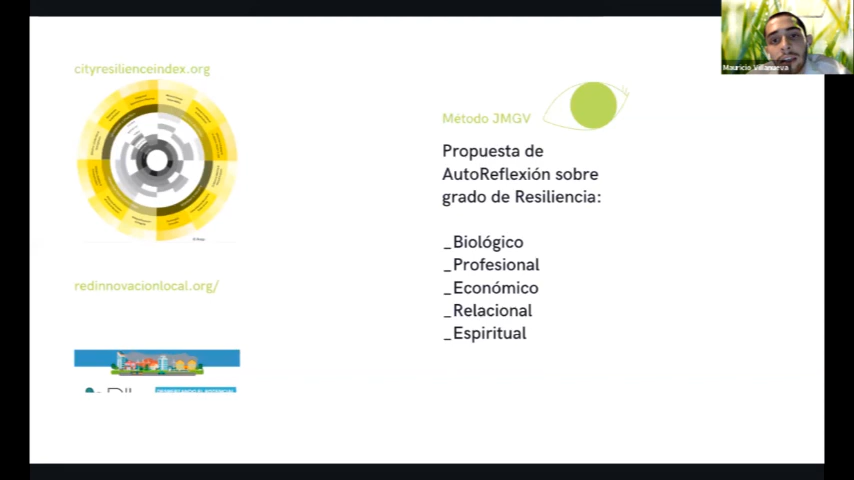 cityresilienceindex.org
redinnovacionlocal.org/
Método JMGV
Propuesta de
AutoReflexión sobre
grado de Resiliencia:
_Biológico
_Profesional
_Económico
_Relacional
_Espiritual
Mauricio Villanueva